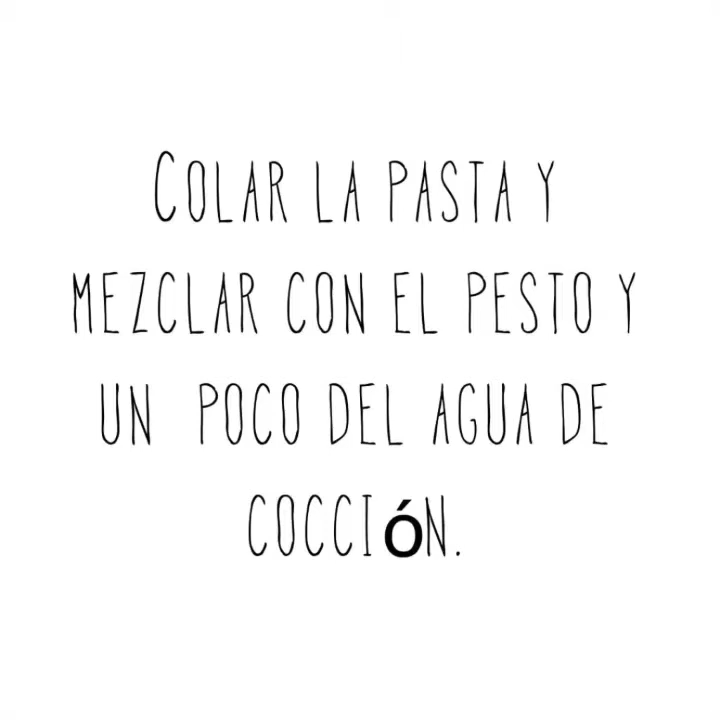 COLAR LA PASTA Y
MEZCLAR CON EL PESTO Y
UN POCO DEL AGUA DE
COCCIóN.